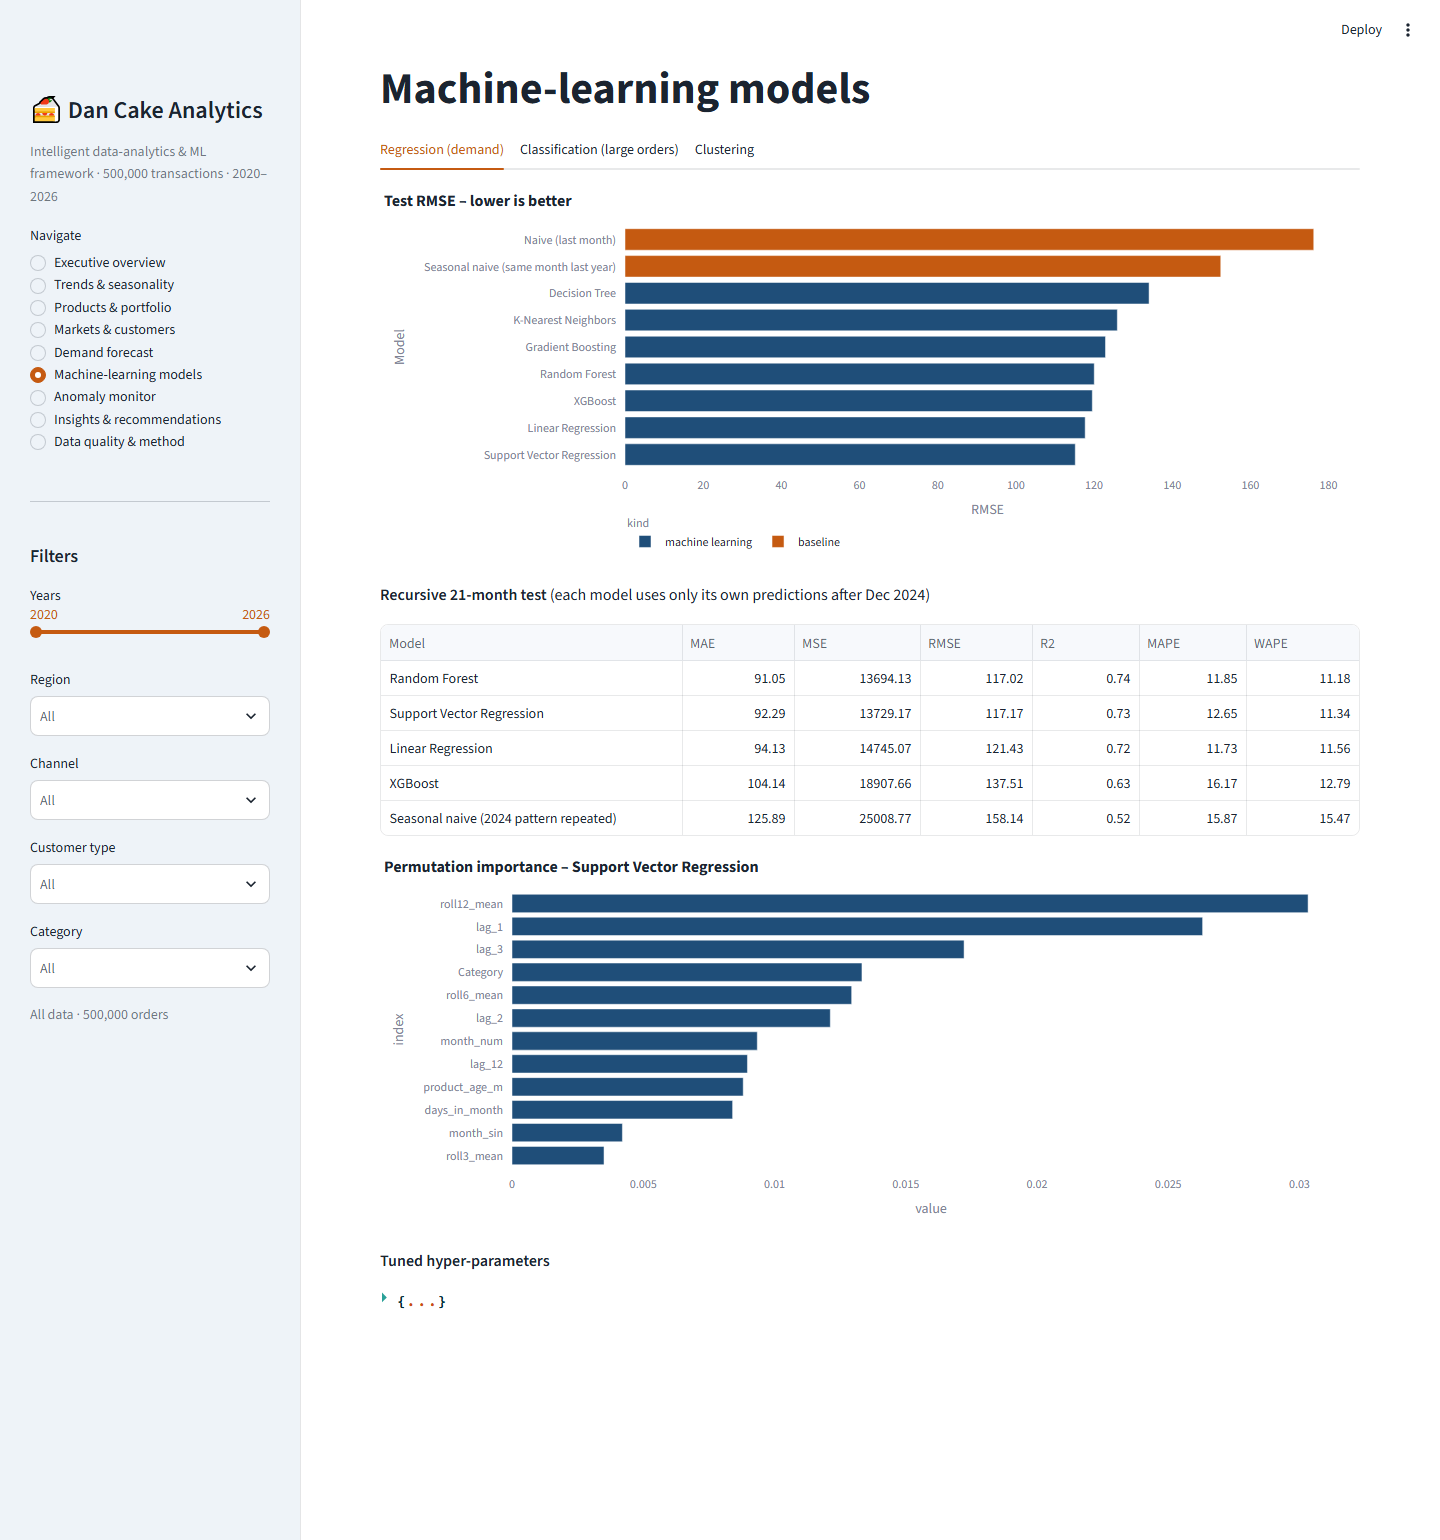 Deploy
Dan Cake Analytics
Intelligent data-analytics & ML
framework · 500,000 transactions · 2020–
2026
Navigate
Executive overview
Trends & seasonality
Products & portfolio
Markets & customers
Demand forecast
Machine-learning models
Anomaly monitor
Insights & recommendations
Data quality & method
Filters
Years
2020 2026
Region
All
Channel
All
Customer type
All
Category
All
All data · 500,000 orders
Machine-learning models
Regression (demand) Classification (large orders) Clustering
Test RMSE – lower is better
Model
Naive (last month)
Seasonal naive (same month last year)
Decision Tree
K-Nearest Neighbors
Gradient Boosting
Random Forest
XGBoost
Linear Regression
Support Vector Regression
0 20 40 60 80 100 120 140 160 180
RMSE
kind
machine learning baseline
Recursive 21-month test (each model uses only its own predictions after Dec 2024)
Model MAE MSE RMSE R2 MAPE WAPE
Random Forest 91.05 13694.13 117.02 0.74 11.85 11.18
Support Vector Regression 92.29 13729.17 117.17 0.73 12.65 11.34
Linear Regression 94.13 14745.07 121.43 0.72 11.73 11.56
XGBoost 104.14 18907.66 137.51 0.63 16.17 12.79
Seasonal naive (2024 pattern repeated) 125.89 25008.77 158.14 0.52 15.87 15.47
Permutation importance – Support Vector Regression
index
roll12_mean
lag_1
lag_3
Category
roll6_mean
lag_2
month_num
lag_12
product_age_m
days_in_month
month_sin
roll3_mean
0 0.005 0.01 0.015 0.02 0.025 0.03
value
Tuned hyper-parameters
{...}